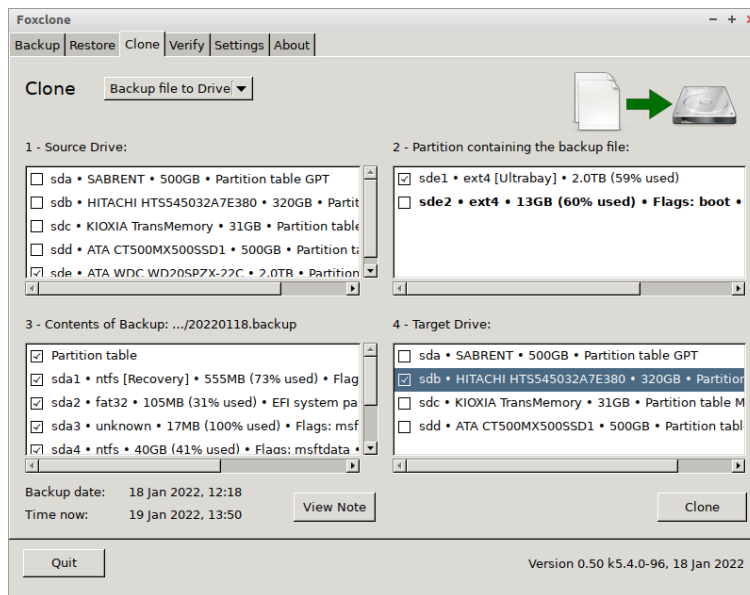 Foxclone
Backup Restore Clone Verify Settings About
Clone
Backup file to Drive
1 - Source Drive:
sda • SABRENT • 500GB • Partition table GPT
sdb • HITACHI HTS545032A7E380 • 320GB • Partit
sdc • KIOXIA TransMemory • 31GB • Partition table
sdd • ATA CT500MX500SSD1 • 500GB • Partition ta
sde • ATA WDC WD20SPZX-22C • 2.0TB • Partition
2 - Partition containing the backup file:
sde1 • ext4 [Ultrabay] • 2.0TB (59% used)
sde2 • ext4 • 13GB (60% used) • Flags: boot •
3 - Contents of Backup: .../20220118.backup
Partition table
sda1 • ntfs [Recovery] • 555MB (73% used) • Flag
sda2 • fat32 • 105MB (31% used) • EFI system pa
sda3 • unknown • 17MB (100% used) • Flags: msf
sda4 • ntfs • 40GB (41% used) • Flags: msftdata •
4 - Target Drive:
sda • SABRENT • 500GB • Partition table GPT
sdb • HITACHI HTS545032A7E380 • 320GB • Partition
sdc • KIOXIA TransMemory • 31GB • Partition table M
sdd • ATA CT500MX500SSD1 • 500GB • Partition tabl
Backup date: 18 Jan 2022, 12:18
Time now: 19 Jan 2022, 13:50
View Note
Clone
Quit
Version 0.50 k5.4.0-96, 18 Jan 2022